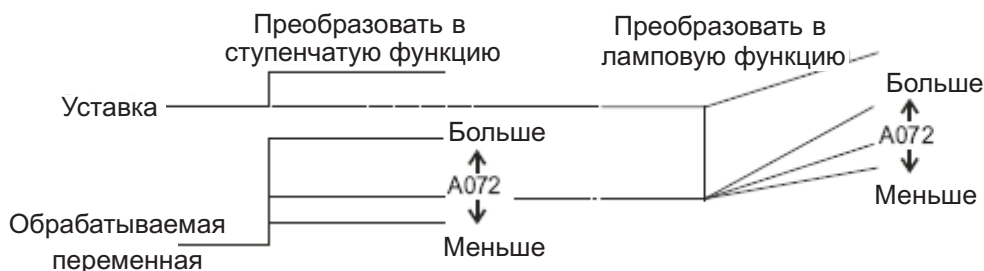 Преобразовать в
ступенчатую функцию
Преобразовать в
ламповую функцию
Уставка
Больше
A072
Меньше
Больше
A072
Меньше
Обрабатываемая
переменная